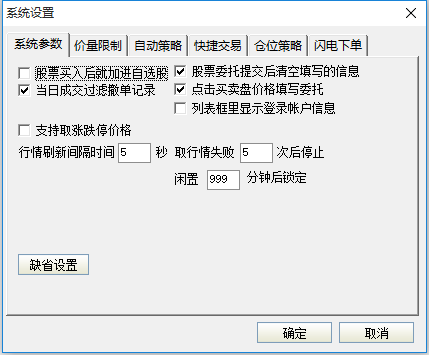 系统设置
系统参数 价量限制 自动策略 快捷交易 仓位策略 闪电下单
股票买入后就加进自选股 股票委托提交后清空填写的信息
当日成交过滤撤单记录 点击买卖盘价格填写委托
列表框里显示登录帐户信息
支持取涨跌停价格
行情刷新间隔时间 5 秒 取行情失败 5 次后停止
闲置 999 分钟后锁定
缺省设置
确定 取消